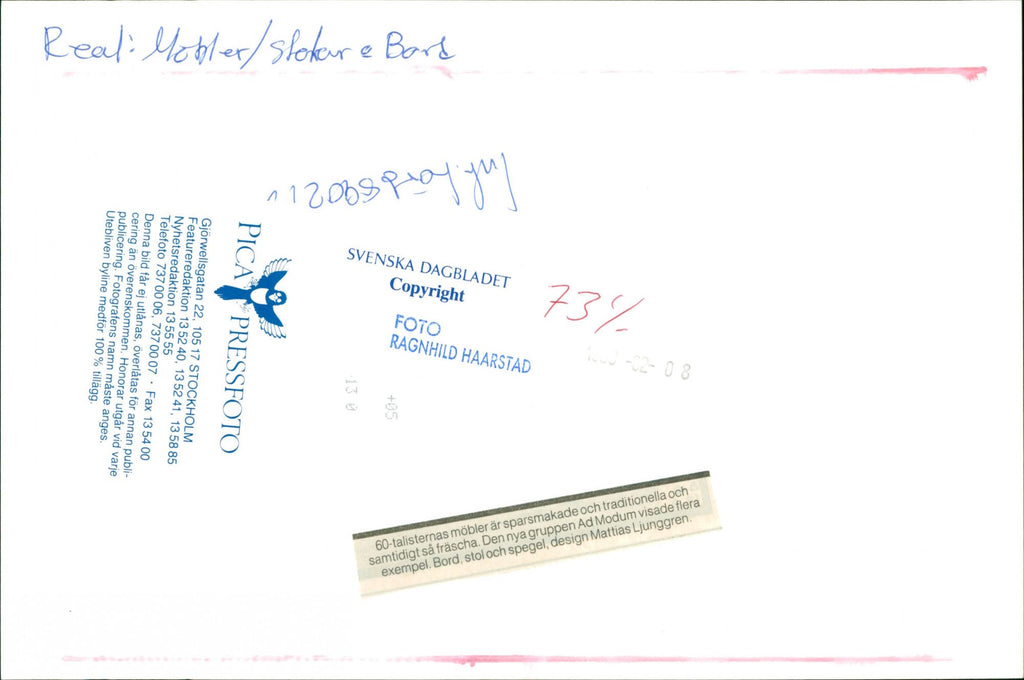 Real: Möbler/Stolar o Bord
SVENSKA DAGBLADET
Copyright
FOTO
RAGNHILD HAARSTAD
73%
-02- 08
13 0
+05
PICA PRESSFOTO
Gjörwellsgatan 22, 105 17 STOCKHOLM
Featureredaktion 13 52 40, 13 52 41, 13 58 85
Nyhetsredaktion 13 55 55
Telefoto 737 00 06, 737 00 07 · Fax 13 54 00
Denna bild får ej utlånas, överlåtas för annan publi-
cering än överenskommen. Honorar utgår vid varje
publicering. Fotografens namn måste anges.
Utebliven byline medför 100% tillägg.
60-talisternas möbler är sparsmakade och traditionella och
samtidigt så fräscha. Den nya gruppen Ad Modum visade flera
exempel. Bord, stol och spegel, design Mattias Ljunggren.